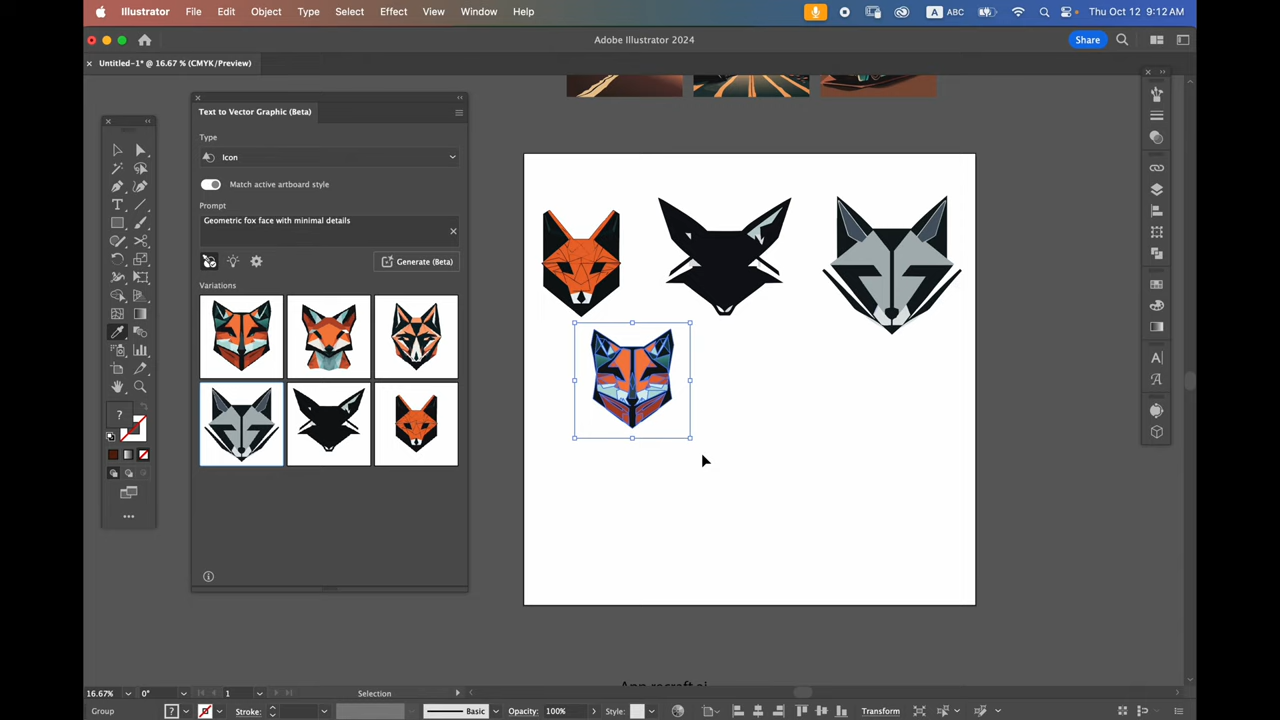 Illustrator File Edit Object Type Select Effect View Window Help A ABC Thu Oct 12 9:12 AM
Adobe Illustrator 2024 Share
Untitled-1* @ 16.67 % (CMYK/Preview)
Text to Vector Graphic (Beta)
Type
Icon
Match active artboard style
Prompt
Geometric fox face with minimal details
Generate (Beta)
Variations
?
16.67% 0° 1 Selection
Group ? Stroke: Basic Opacity: 100% Style: Transform